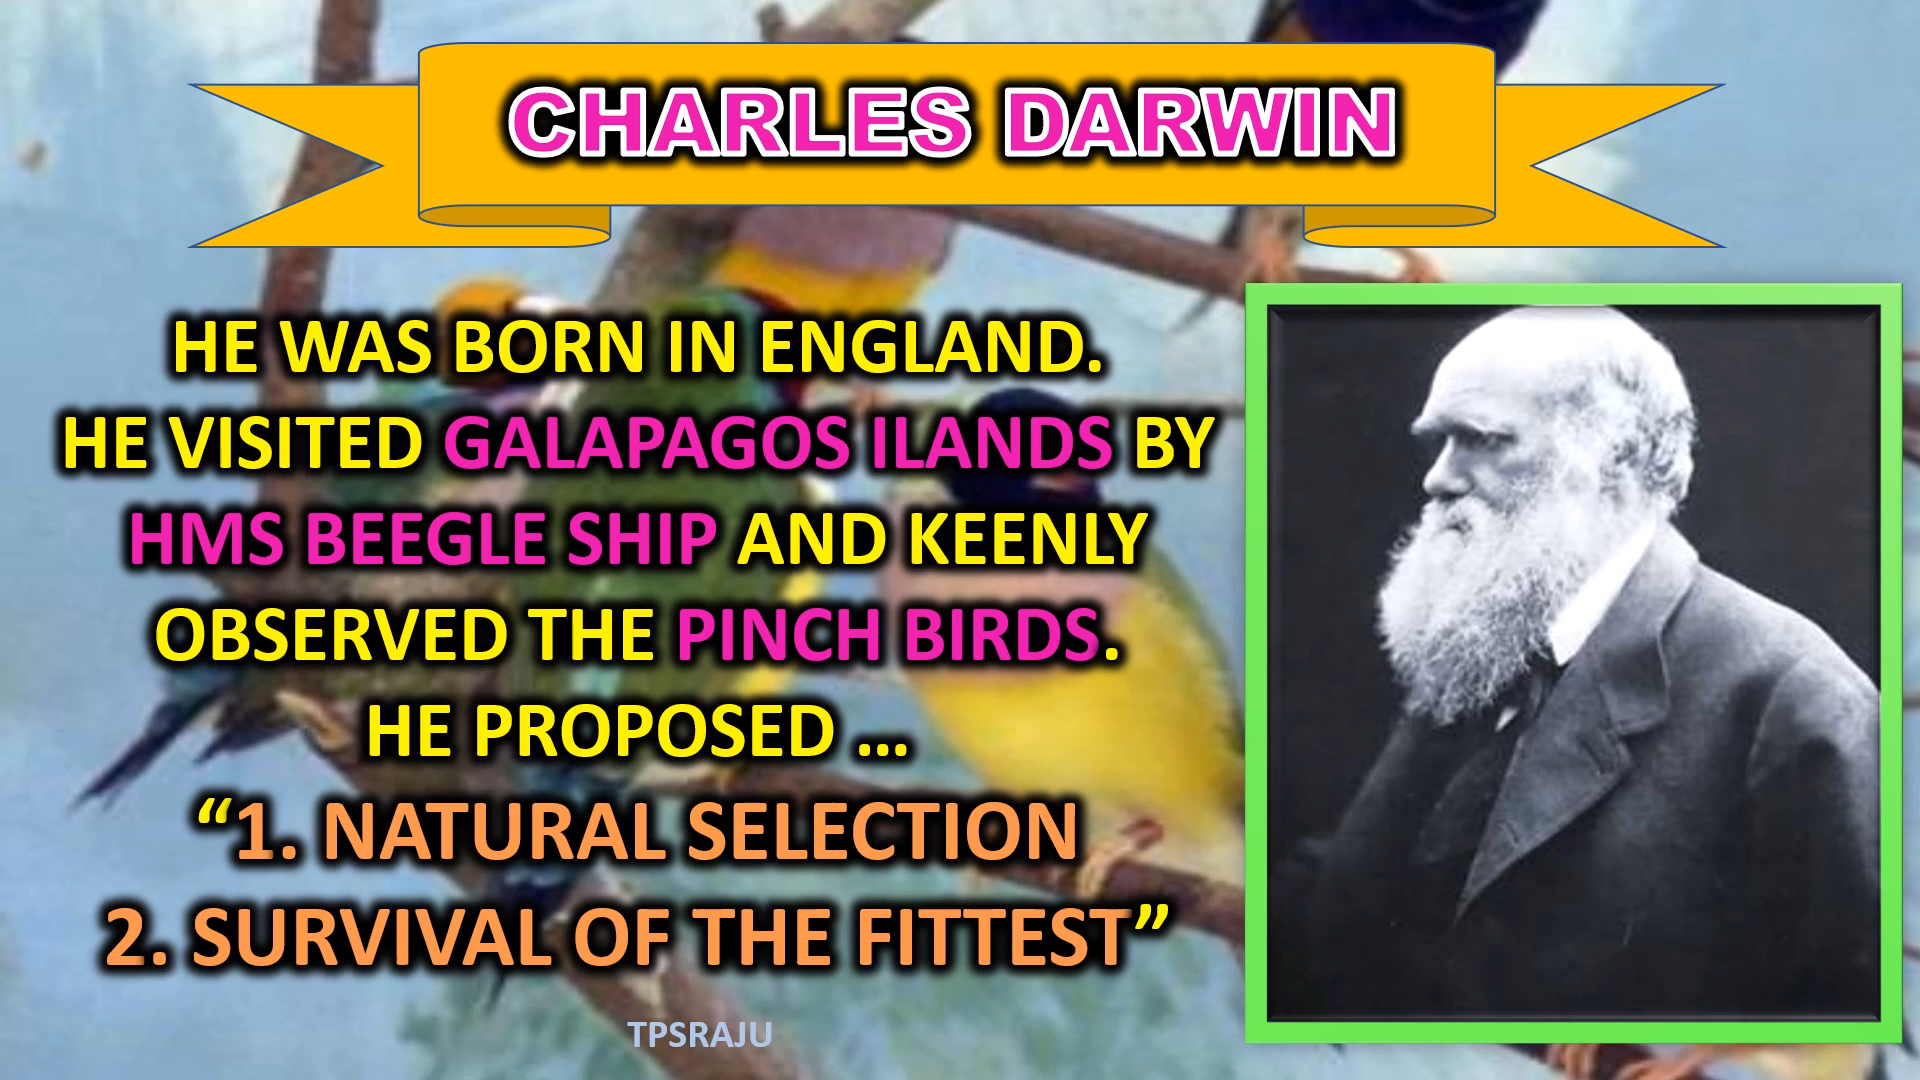 CHARLES DARWIN
HE WAS BORN IN ENGLAND.
HE VISITED GALAPAGOS ILANDS BY
HMS BEEGLE SHIP AND KEENLY
OBSERVED THE PINCH BIRDS.
HE PROPOSED ...
“1. NATURAL SELECTION
2. SURVIVAL OF THE FITTEST”
TPSRAJU